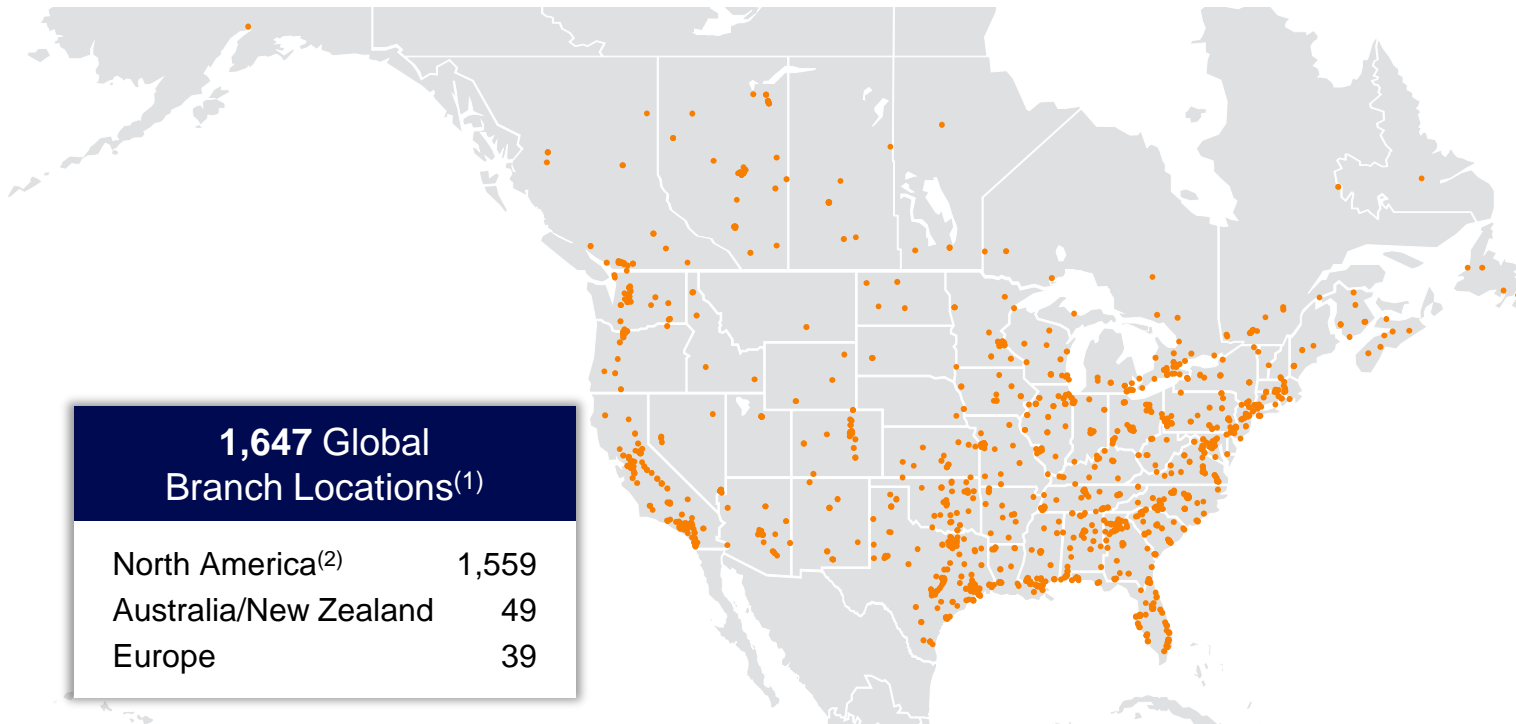 1,647 Global
Branch Locations(1)
North America(2) 1,559
Australia/New Zealand 49
Europe 39